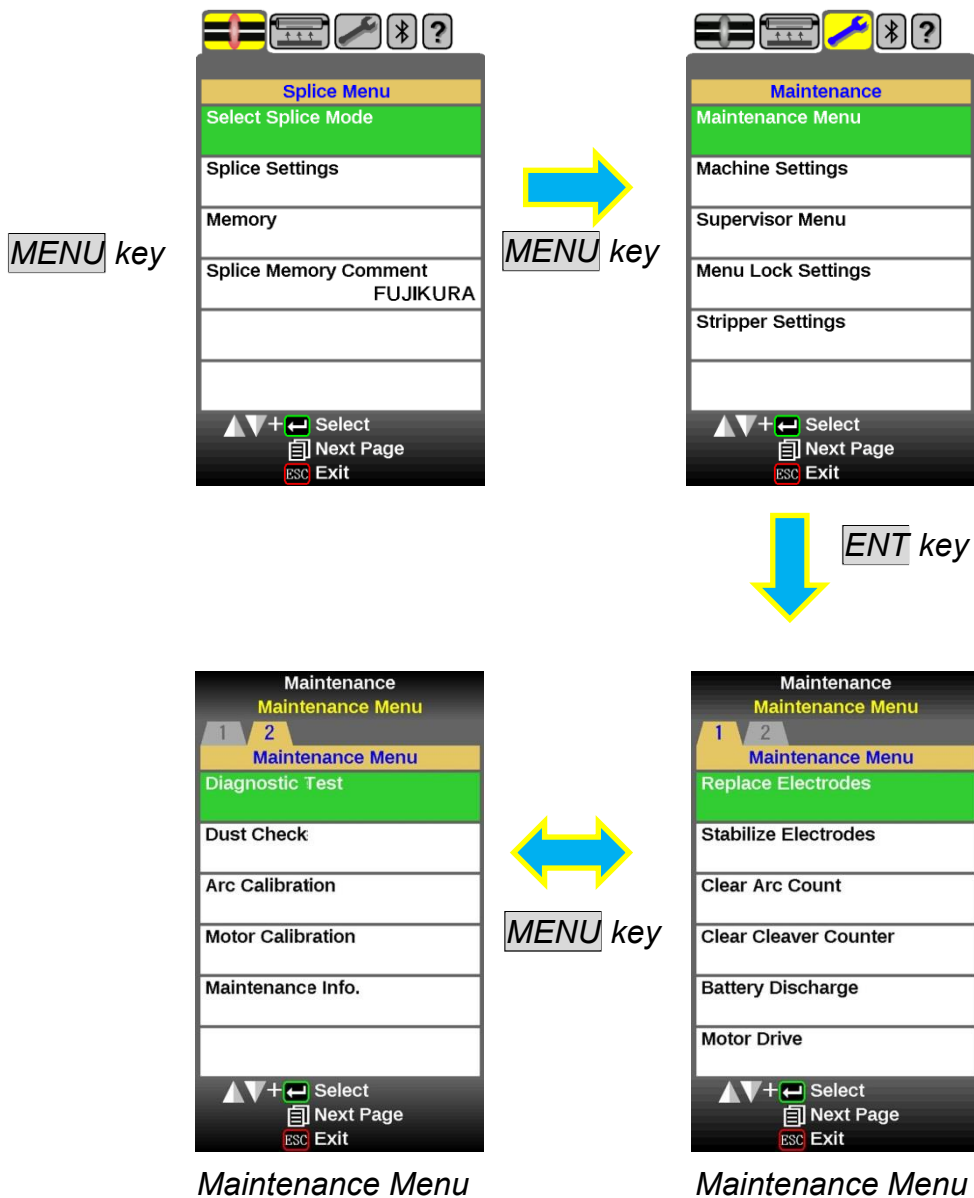 ?
Splice Menu
Select Splice Mode
Splice Settings
Memory
Splice Memory Comment
FUJIKURA
+ Select
Next Page
ESC Exit
MENU key
MENU key
?
Maintenance
Maintenance Menu
Machine Settings
Supervisor Menu
Menu Lock Settings
Stripper Settings
+ Select
Next Page
ESC Exit
ENT key
Maintenance
Maintenance Menu
1 2
Maintenance Menu
Diagnostic Test
Dust Check
Arc Calibration
Motor Calibration
Maintenance Info.
+ Select
Next Page
ESC Exit
Maintenance Menu
MENU key
Maintenance
Maintenance Menu
1 2
Maintenance Menu
Replace Electrodes
Stabilize Electrodes
Clear Arc Count
Clear Cleaver Counter
Battery Discharge
Motor Drive
+ Select
Next Page
ESC Exit
Maintenance Menu